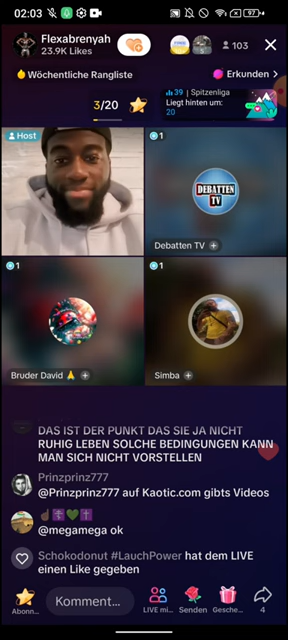 02:03
97%
Flexabrenyah
23.9K Likes
103
Wöchentliche Rangliste
Erkunden >
3/20
39 | Spitzenliga
Liegt hinten um:
20
Host
1
DEBATTEN
TV
Debatten TV +
1
1
Bruder David 🙏 +
Simba +
DAS IST DER PUNKT DAS SIE JA NICHT
RUHIG LEBEN SOLCHE BEDINGUNGEN KANN
MAN SICH NICHT VORSTELLEN
Prinzprinz777
@Prinzprinz777 auf Kaotic.com gibts Videos
☝🏿✝️💚✝️
@megamega ok
Schokodonut #LauchPower hat dem LIVE
einen Like gegeben
Abonn...
Komment...
LIVE mi...
Senden
Gesche...
4